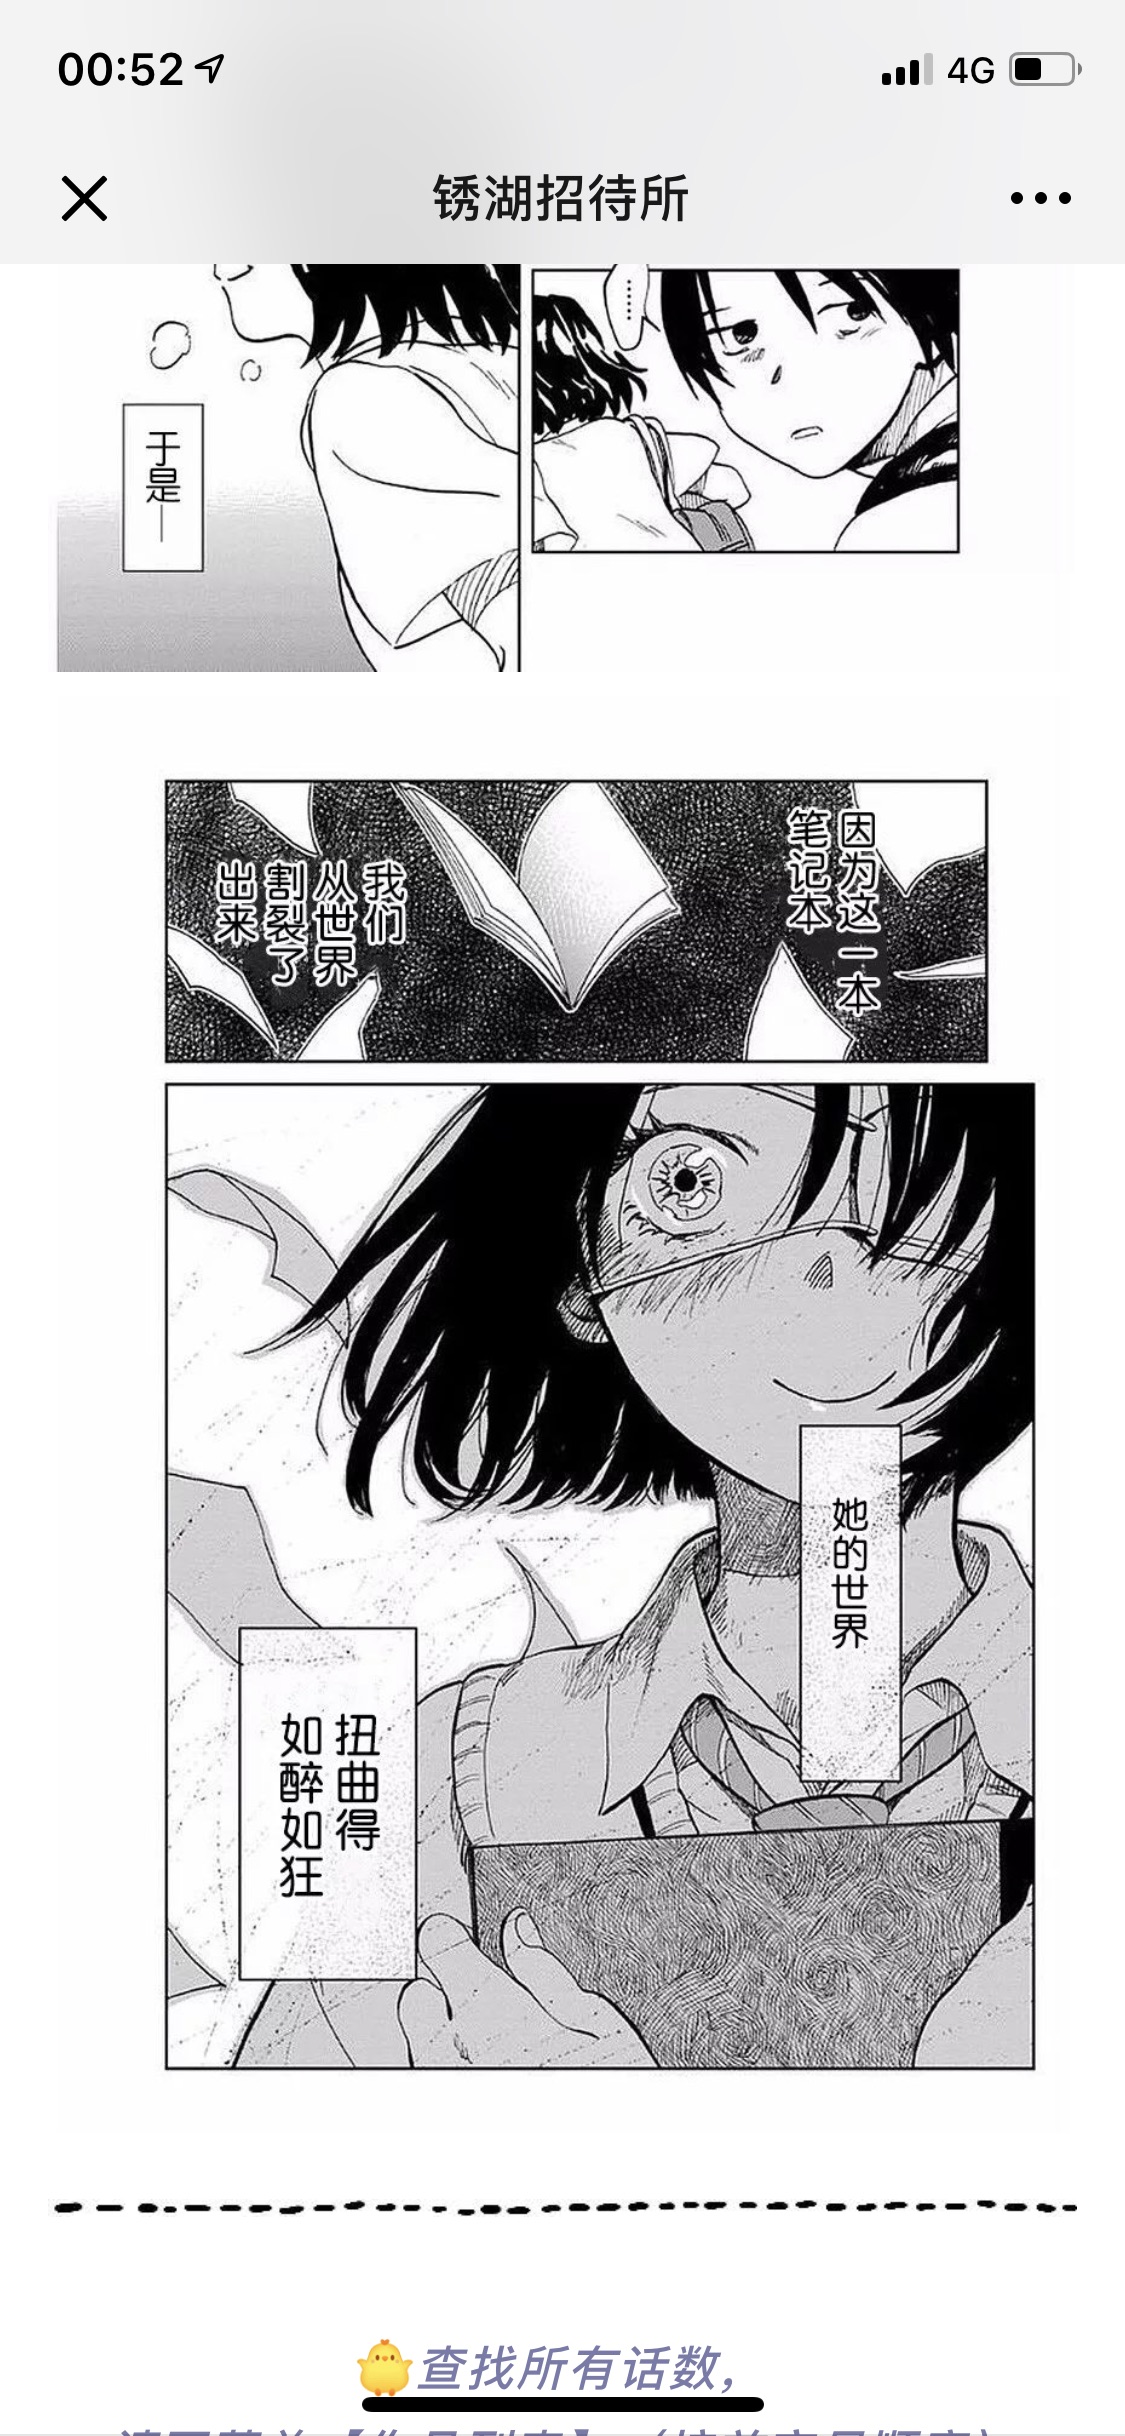 00:52
4G
锈湖招待所
……
于是—
因为这一本
笔记本
我们
从世界
割裂了
出来
她的世界
扭曲得
如醉如狂
查找所有话数，